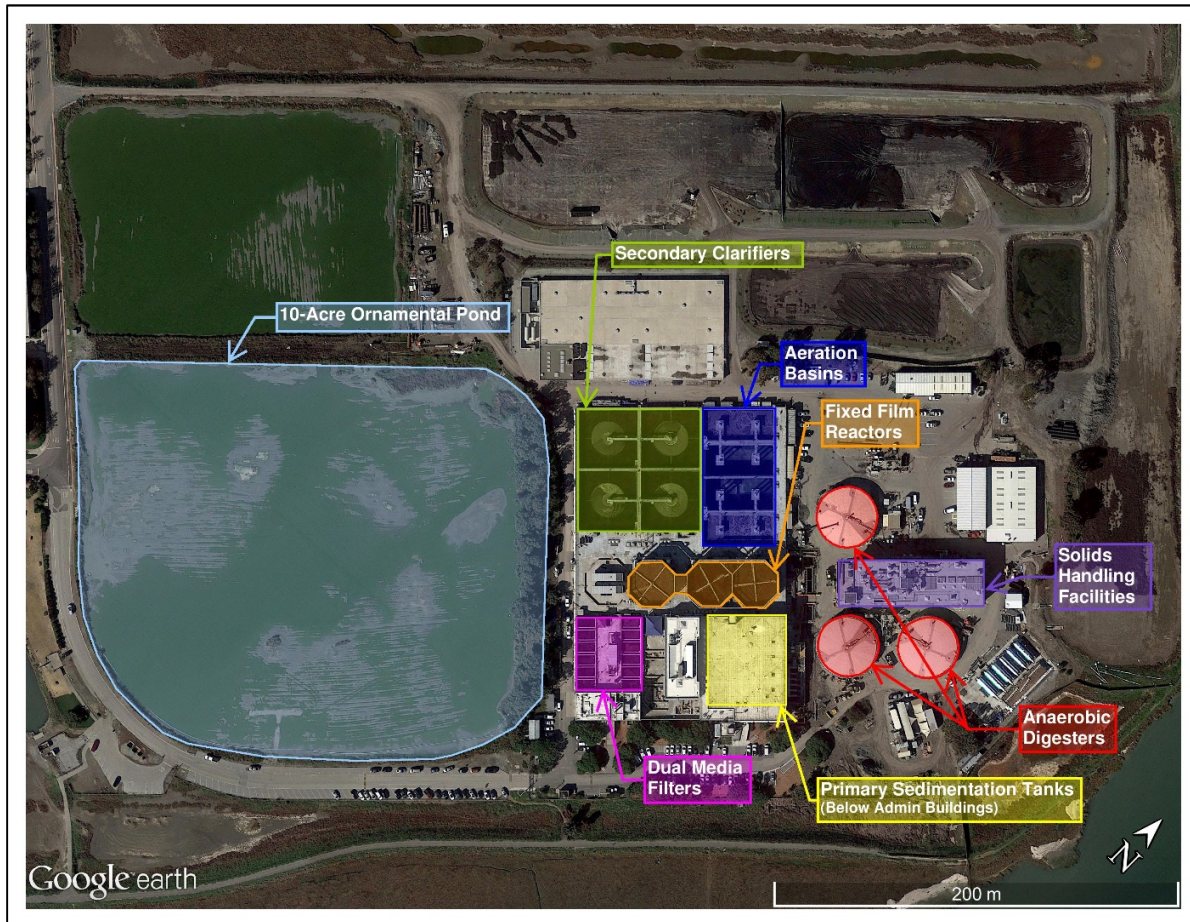 Secondary Clarifiers
10-Acre Ornamental Pond
Aeration
Basins
Fixed Film
Reactors
Solids
Handling
Facilities
Anaerobic
Digesters
Dual Media
Filters
Primary Sedimentation Tanks
(Below Admin Buildings)
N
Google earth
200 m